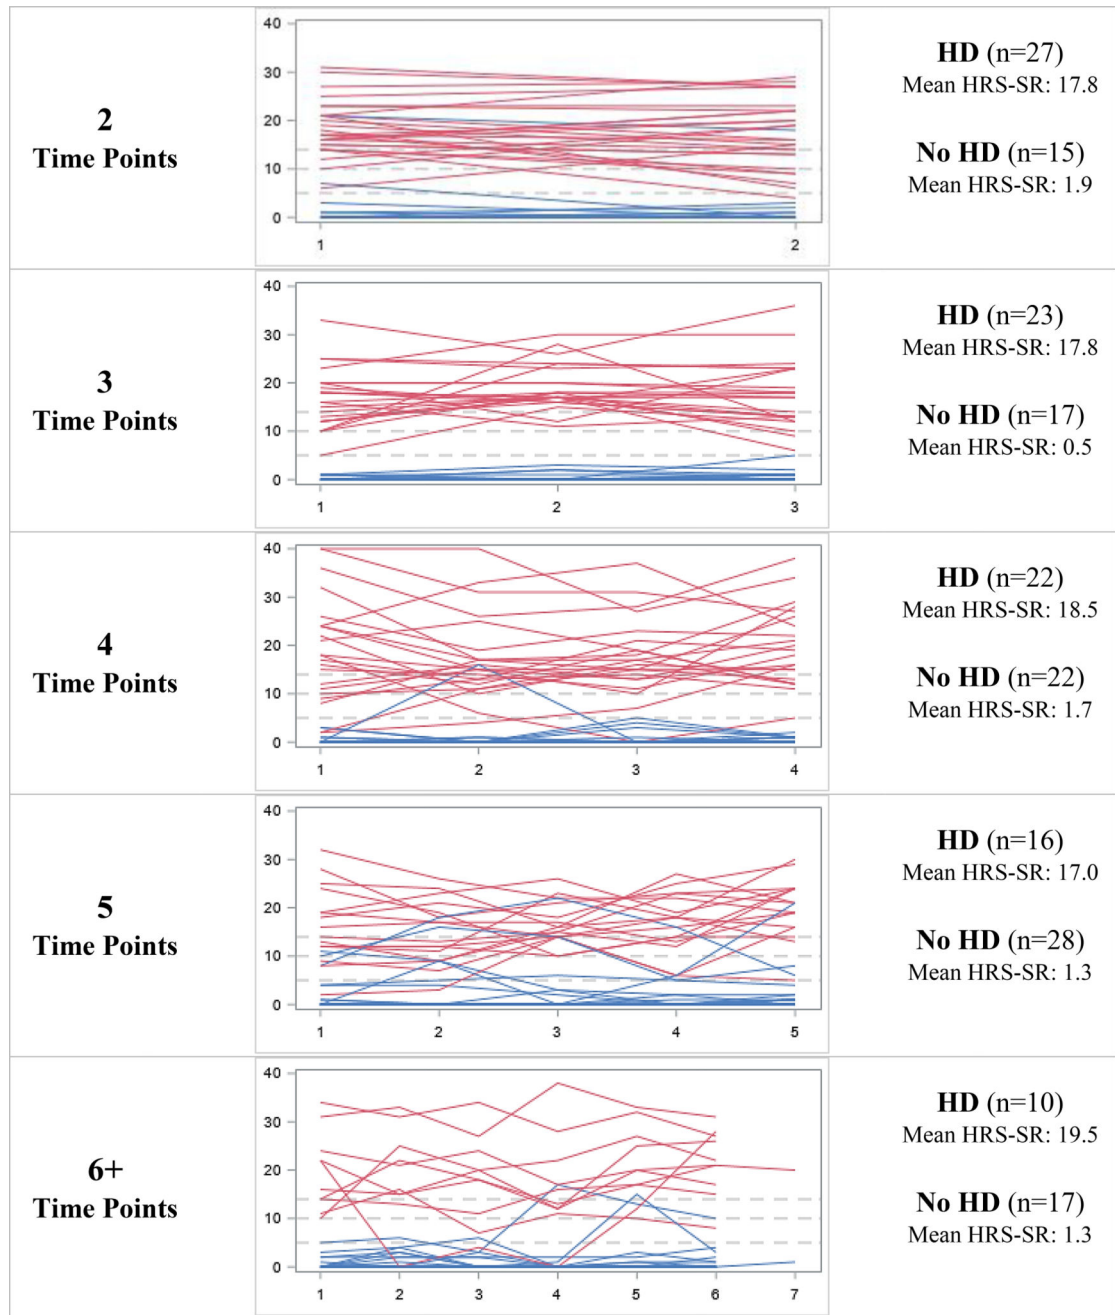 2
Time Points
40
30
20
10
0
1
2
HD (n=27)
Mean HRS-SR: 17.8
No HD (n=15)
Mean HRS-SR: 1.9
3
Time Points
40
30
20
10
0
1
2
3
HD (n=23)
Mean HRS-SR: 17.8
No HD (n=17)
Mean HRS-SR: 0.5
4
Time Points
40
30
20
10
0
1
2
3
4
HD (n=22)
Mean HRS-SR: 18.5
No HD (n=22)
Mean HRS-SR: 1.7
5
Time Points
40
30
20
10
0
1
2
3
4
5
HD (n=16)
Mean HRS-SR: 17.0
No HD (n=28)
Mean HRS-SR: 1.3
6+
Time Points
40
30
20
10
0
1
2
3
4
5
6
7
HD (n=10)
Mean HRS-SR: 19.5
No HD (n=17)
Mean HRS-SR: 1.3